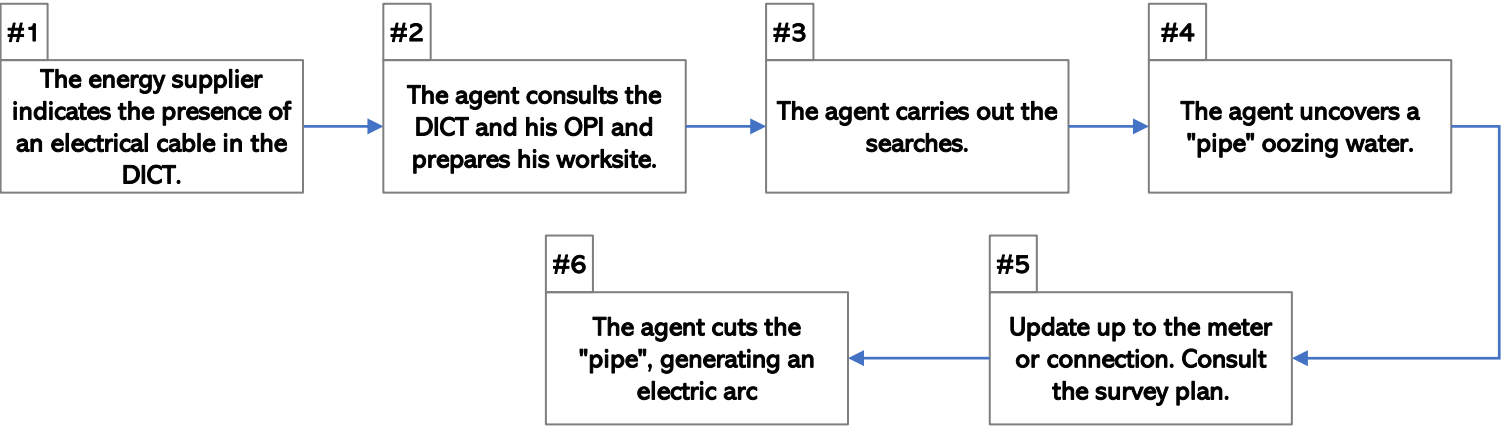 #1
The energy supplier
indicates the presence of
an electrical cable in the
DICT.
#2
The agent consults the
DICT and his OPI and
prepares his worksite.
#3
The agent carries out the
searches.
#4
The agent uncovers a
"pipe" oozing water.
#5
Update up to the meter
or connection. Consult
the survey plan.
#6
The agent cuts the
"pipe", generating an
electric arc